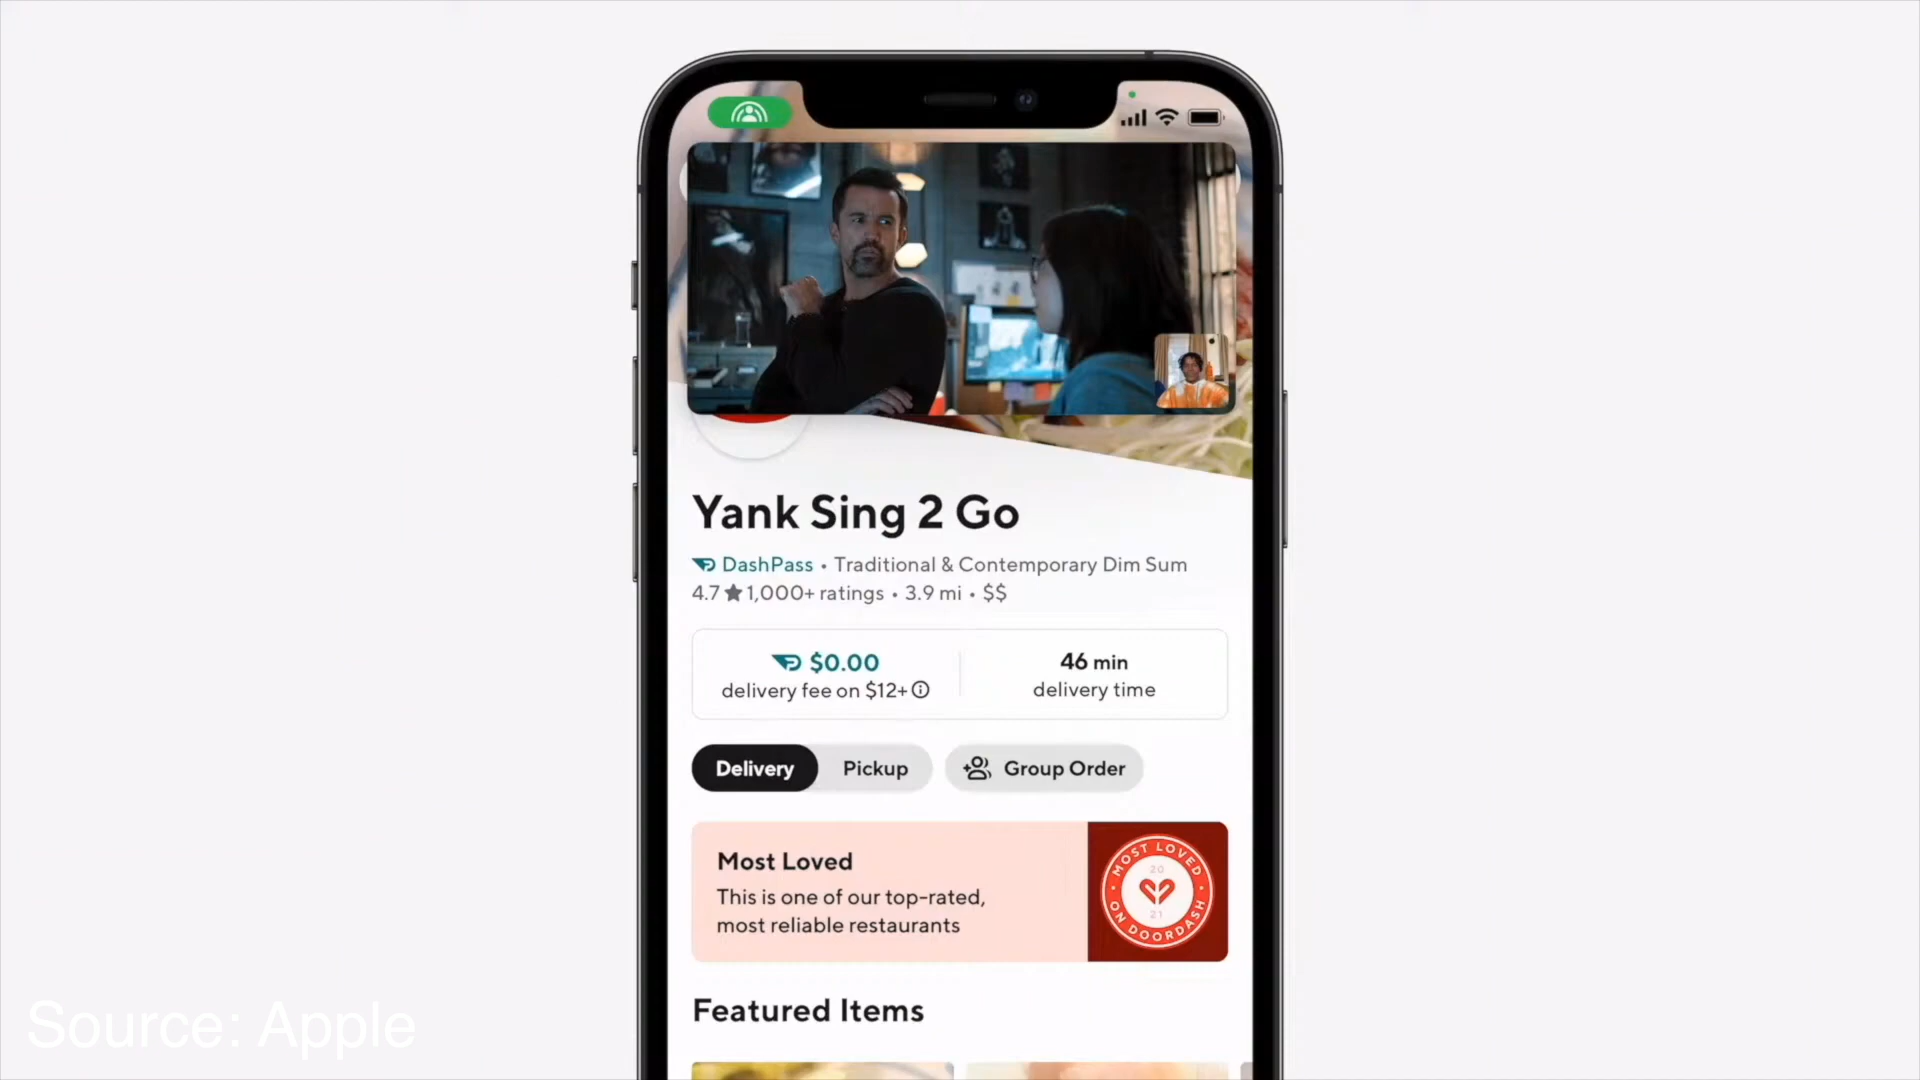 Yank Sing 2 Go
DashPass • Traditional & Contemporary Dim Sum
4.7 ★ 1,000+ ratings • 3.9 mi • $$
$0.00
delivery fee on $12+
46 min
delivery time
Delivery
Pickup
Group Order
Most Loved
This is one of our top-rated,
most reliable restaurants
MOST LOVED
20
21
ON DOORDASH
Featured Items
Source: Apple